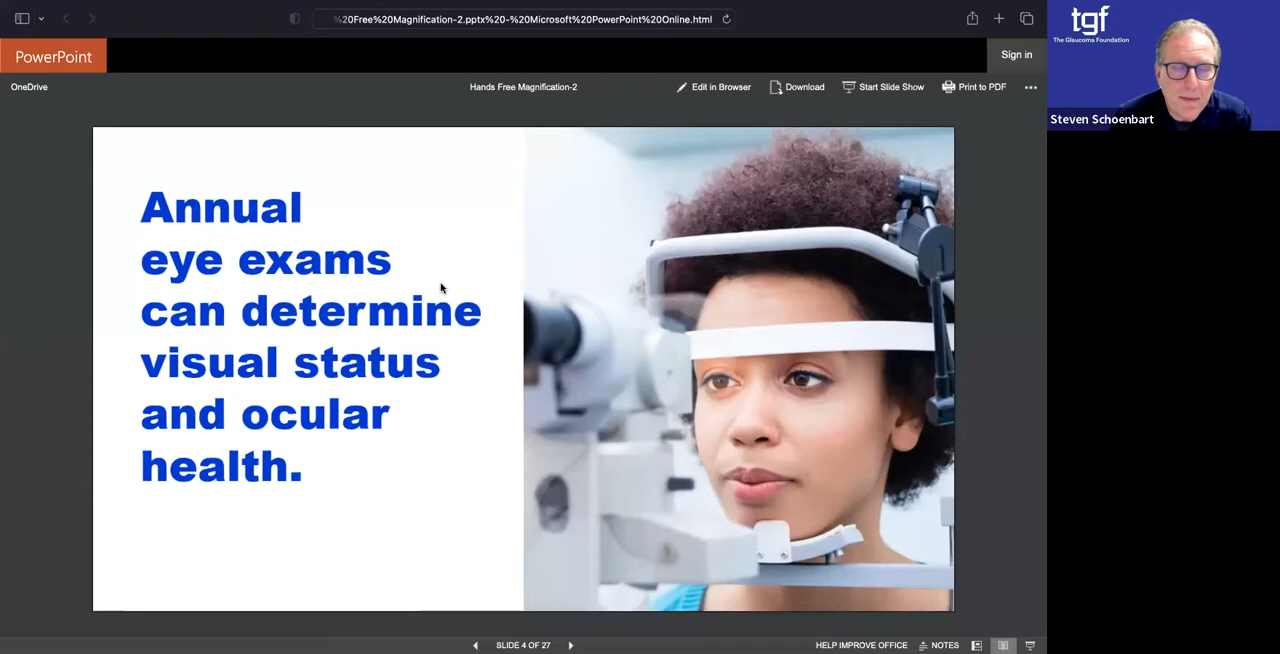 %20Free%20Magnification-2.pptx%20-%20Microsoft%20PowerPoint%20Online.html
PowerPoint
Sign in
OneDrive
Hands Free Magnification-2
Edit in Browser
Download
Start Slide Show
Print to PDF
Annual
eye exams
can determine
visual status
and ocular
health.
SLIDE 4 OF 27
HELP IMPROVE OFFICE
NOTES
tgf
The Glaucoma Foundation
Steven Schoenbart